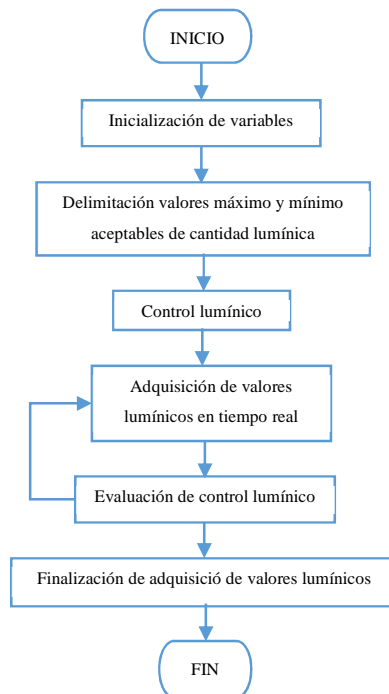 INICIO
Inicialización de variables
Delimitación valores máximo y mínimo
aceptables de cantidad lumínica
Control lumínico
Adquisición de valores
lumínicos en tiempo real
Evaluación de control lumínico
Finalización de adquisició de valores lumínicos
FIN